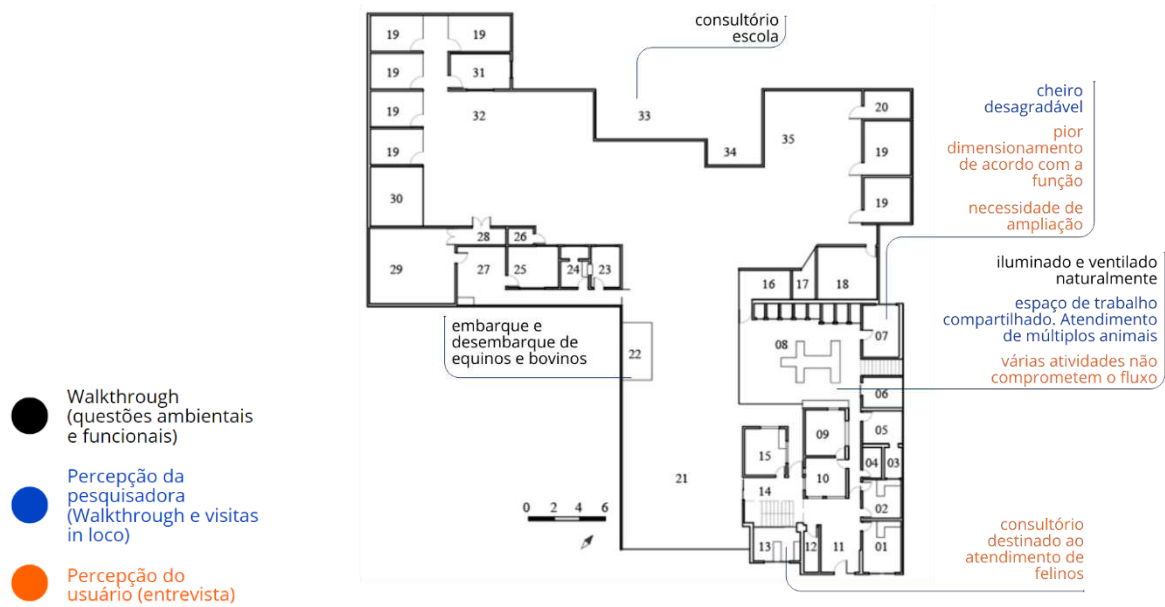 consultório
escola
19
19
19
31
20
19
32
33
35
19
34
19
19
30
19
28
26
29
27
25
24
23
16
17
18
22
08
07
06
05
09
04
03
15
10
02
21
14
13
12
11
01
0 2 4 6
cheiro
desagradável
pior
dimensionamento
de acordo com a
função
necessidade de
ampliação
iluminado e ventilado
naturalmente
espaço de trabalho
compartilhado. Atendimento
de múltiplos animais
várias atividades não
comprometem o fluxo
embarque e
desembarque de
equinos e bovinos
consultório
destinado ao
atendimento de
felinos
Walkthrough
(questões ambientais
e funcionais)
Percepção da
pesquisadora
(Walkthrough e visitas
in loco)
Percepção do
usuário (entrevista)